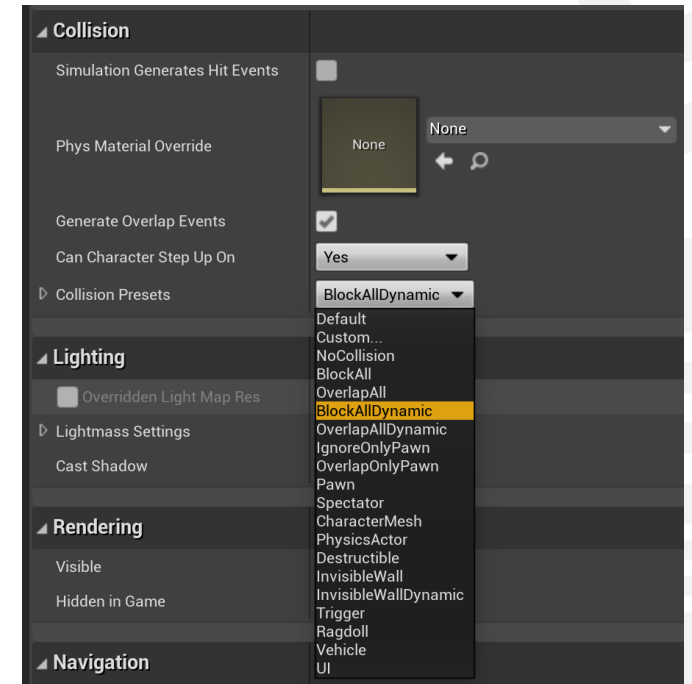 Collision
Simulation Generates Hit Events
Phys Material Override
None
None
Generate Overlap Events
Can Character Step Up On
Yes
Collision Presets
BlockAllDynamic
Default
Custom...
NoCollision
BlockAll
OverlapAll
BlockAllDynamic
OverlapAllDynamic
IgnoreOnlyPawn
OverlapOnlyPawn
Pawn
Spectator
CharacterMesh
PhysicsActor
Destructible
InvisibleWall
InvisibleWallDynamic
Trigger
Ragdoll
Vehicle
UI
Lighting
Overridden Light Map Res
Lightmass Settings
Cast Shadow
Rendering
Visible
Hidden in Game
Navigation